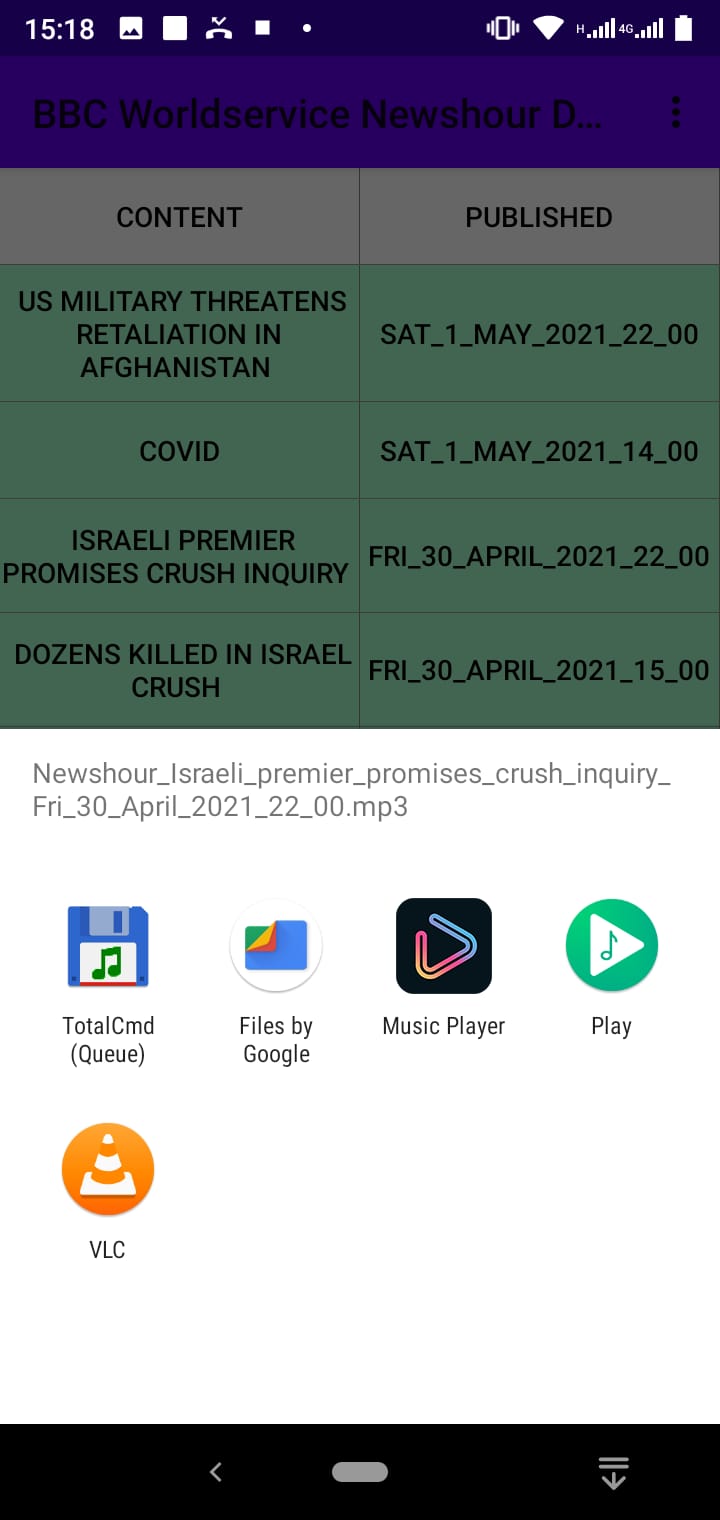 15:18
H 4G
BBC Worldservice Newshour D...
CONTENT PUBLISHED
US MILITARY THREATENS
RETALIATION IN
AFGHANISTAN
SAT_1_MAY_2021_22_00
COVID SAT_1_MAY_2021_14_00
ISRAELI PREMIER
PROMISES CRUSH INQUIRY
FRI_30_APRIL_2021_22_00
DOZENS KILLED IN ISRAEL
CRUSH
FRI_30_APRIL_2021_15_00
Newshour_Israeli_premier_promises_crush_inquiry_
Fri_30_April_2021_22_00.mp3
TotalCmd
(Queue)
Files by
Google
Music Player
Play
VLC